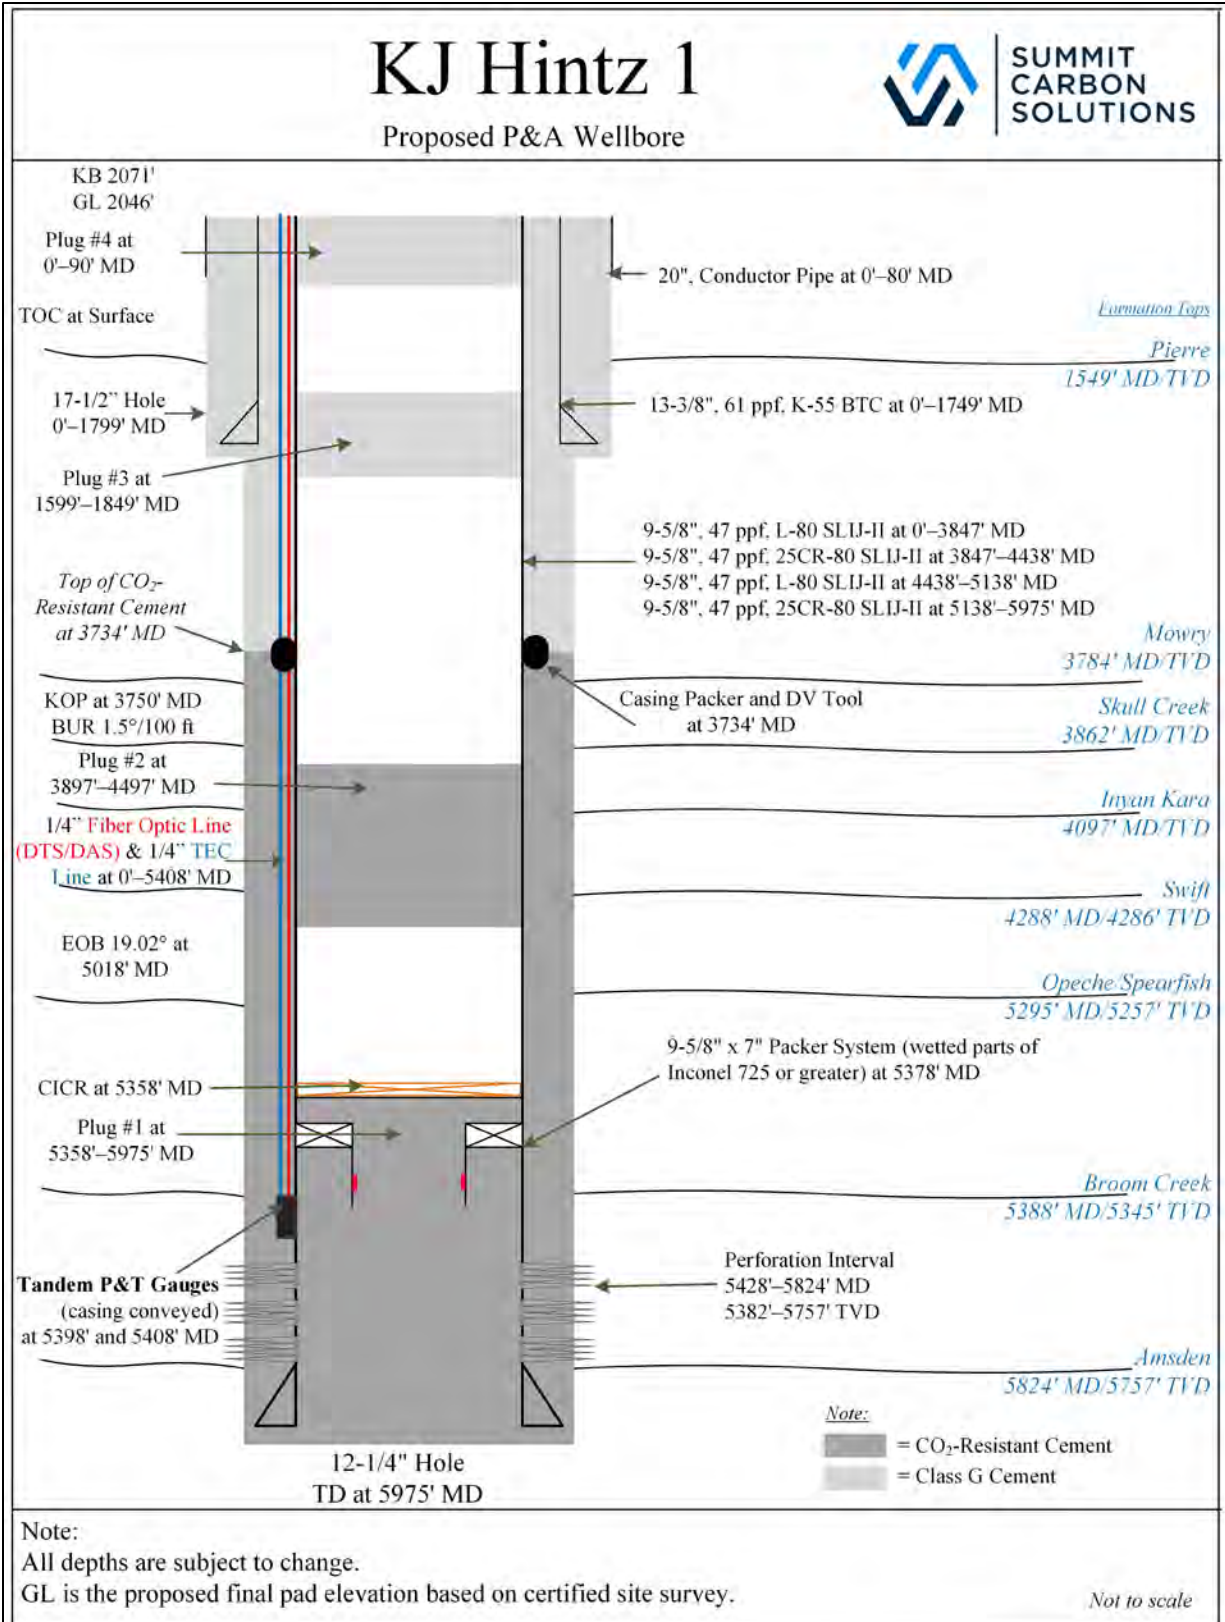 KJ Hintz 1
Proposed P&A Wellbore
SUMMIT
CARBON
SOLUTIONS
KB 2071'
GL 2046'
Plug #4 at
0'–90' MD
20", Conductor Pipe at 0'–80' MD
TOC at Surface
Formation Tops
Pierre
1549' MD/TVD
17-1/2" Hole
0'–1799' MD
13-3/8", 61 ppf, K-55 BTC at 0'–1749' MD
Plug #3 at
1599'–1849' MD
9-5/8", 47 ppf, L-80 SLIJ-II at 0'–3847' MD
9-5/8", 47 ppf, 25CR-80 SLIJ-II at 3847'–4438' MD
9-5/8", 47 ppf, L-80 SLIJ-II at 4438'–5138' MD
9-5/8", 47 ppf, 25CR-80 SLIJ-II at 5138'–5975' MD
Top of CO₂-
Resistant Cement
at 3734' MD
Mowry
3784' MD/TVD
KOP at 3750' MD
BUR 1.5°/100 ft
Casing Packer and DV Tool
at 3734' MD
Skull Creek
3862' MD/TVD
Plug #2 at
3897'–4497' MD
Inyan Kara
4097' MD/TVD
1/4" Fiber Optic Line
(DTS/DAS) & 1/4" TEC
Line at 0'–5408' MD
Swift
4288' MD/4286' TVD
EOB 19.02° at
5018' MD
Opeche/Spearfish
5295' MD/5257' TVD
9-5/8" x 7" Packer System (wetted parts of
Inconel 725 or greater) at 5378' MD
CICR at 5358' MD
Plug #1 at
5358'–5975' MD
Broom Creek
5388' MD/5345' TVD
Tandem P&T Gauges
(casing conveyed)
at 5398' and 5408' MD
Perforation Interval
5428'–5824' MD
5382'–5757' TVD
Amsden
5824' MD/5757' TVD
Note:
= CO₂-Resistant Cement
= Class G Cement
12-1/4" Hole
TD at 5975' MD
Note:
All depths are subject to change.
GL is the proposed final pad elevation based on certified site survey.
Not to scale